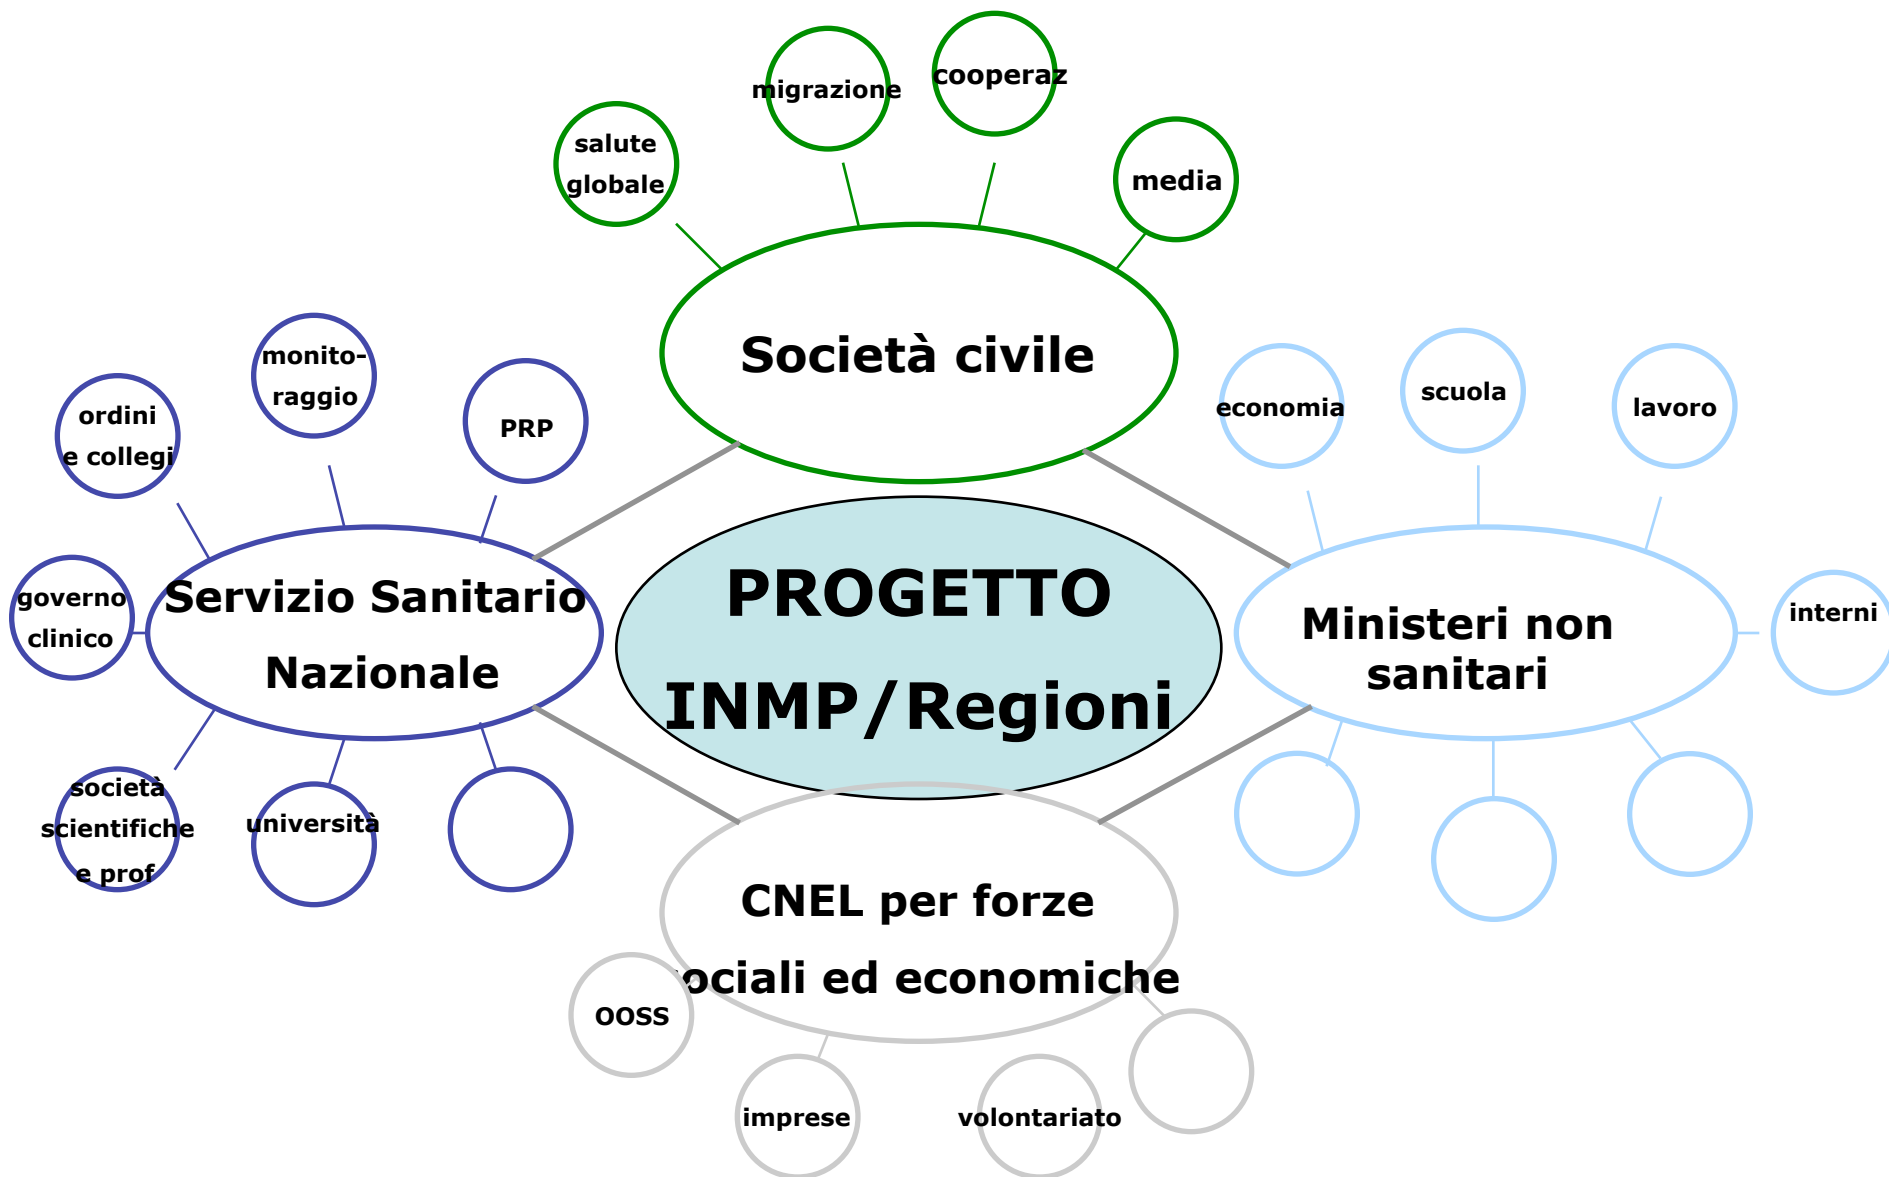 cooperaz
migrazione
salute
globale
media
Società civile
monito-
raggio
ordini
e collegi
PRP
economia
scuola
lavoro
governo
clinico
Servizio Sanitario
Nazionale
PROGETTO
INMP/Regioni
Ministeri non
sanitari
interni
società
scientifiche
e prof
università
CNEL per forze
sociali ed economiche
OOSS
imprese
volontariato